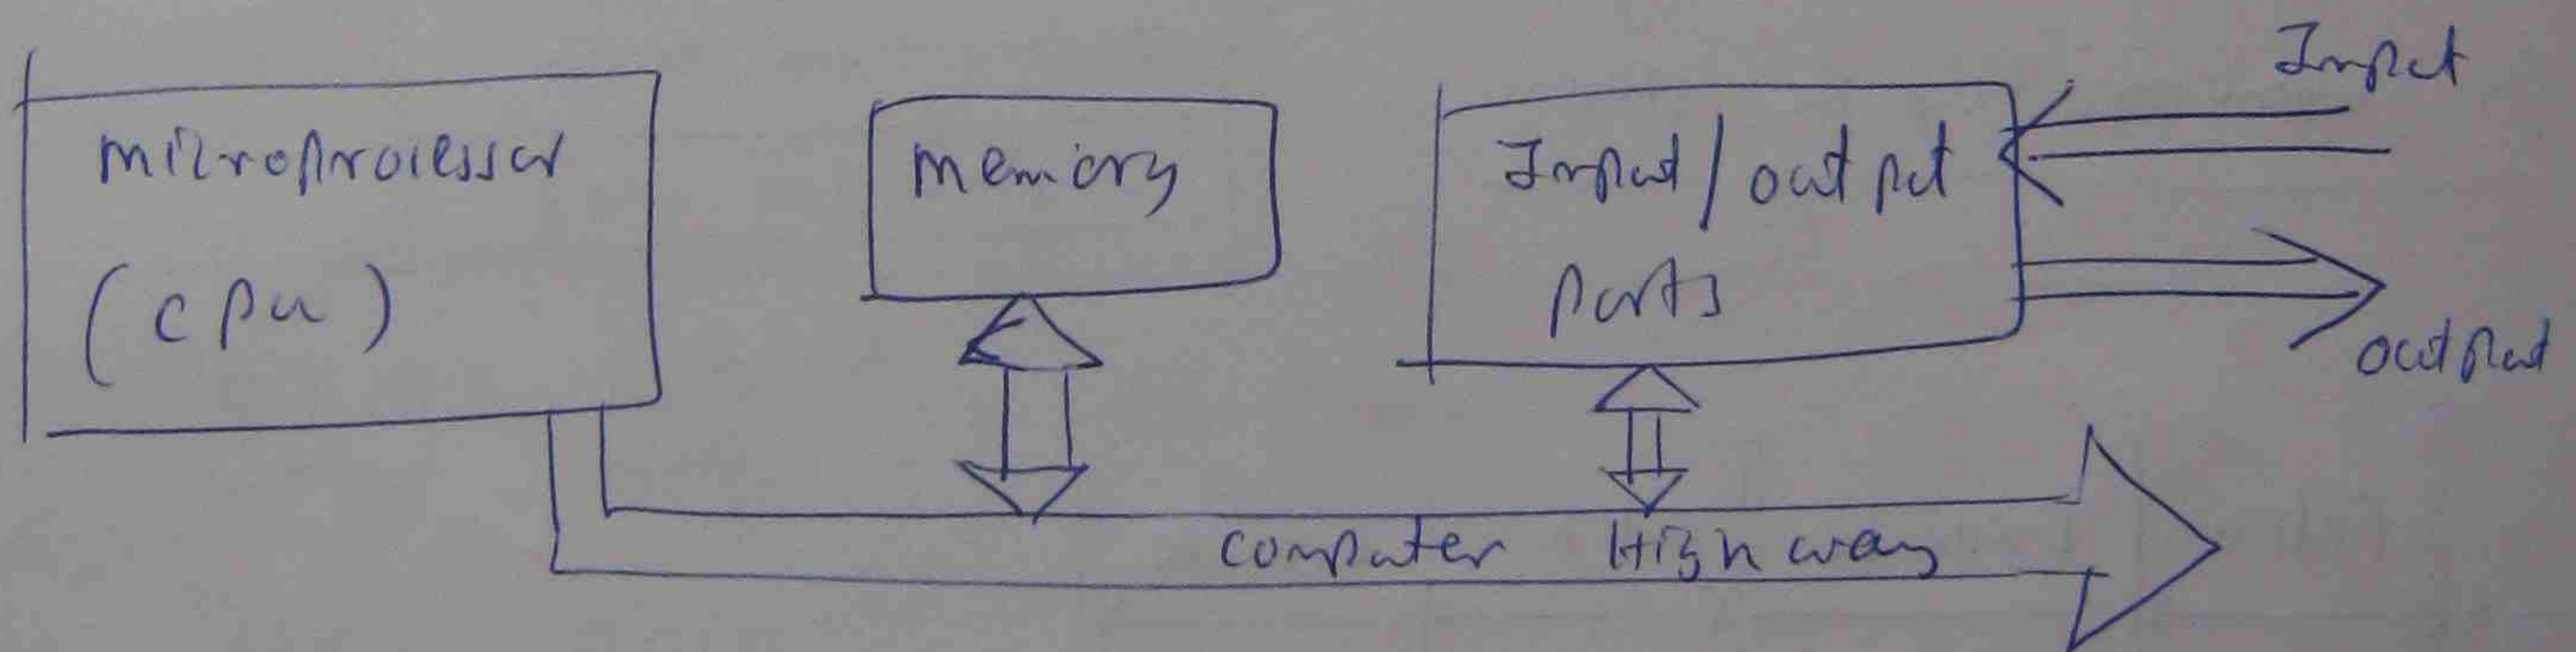 Microprocessor
(cpu)
Memory
Input/output
ports
Input
output
computer Highway